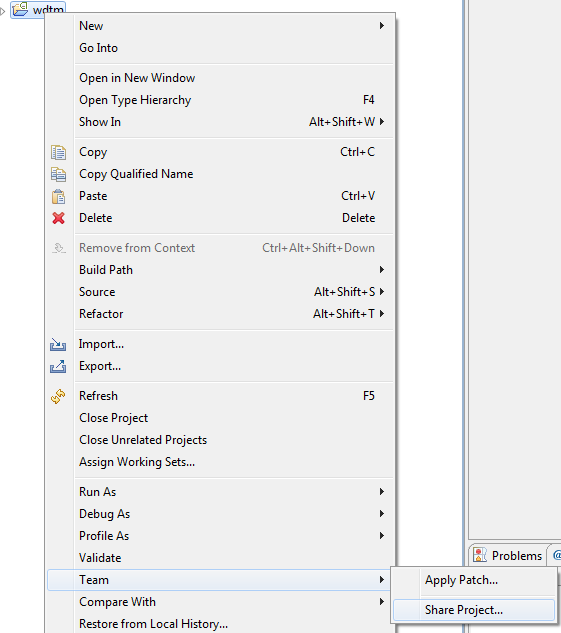 wdtm
New
Go Into
Open in New Window
Open Type Hierarchy F4
Show In Alt+Shift+W
Copy Ctrl+C
Copy Qualified Name
Paste Ctrl+V
Delete Delete
Remove from Context Ctrl+Alt+Shift+Down
Build Path
Source Alt+Shift+S
Refactor Alt+Shift+T
Import...
Export...
Refresh F5
Close Project
Close Unrelated Projects
Assign Working Sets...
Run As
Debug As
Profile As
Validate
Team
Compare With
Restore from Local History...
Problems @
Apply Patch...
Share Project...